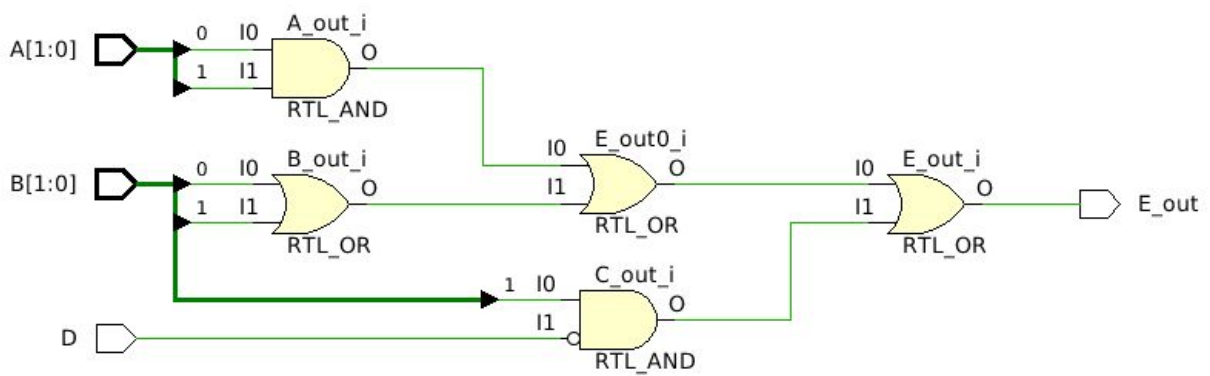 A_out_i
A[1:0] 0 I0 O
1 I1
RTL_AND
B_out_i E_out0_i E_out_i
B[1:0] 0 I0 O I0 O I0 O E_out
1 I1 I1 I1
RTL_OR RTL_OR RTL_OR
C_out_i
1 I0 O
D I1
RTL_AND